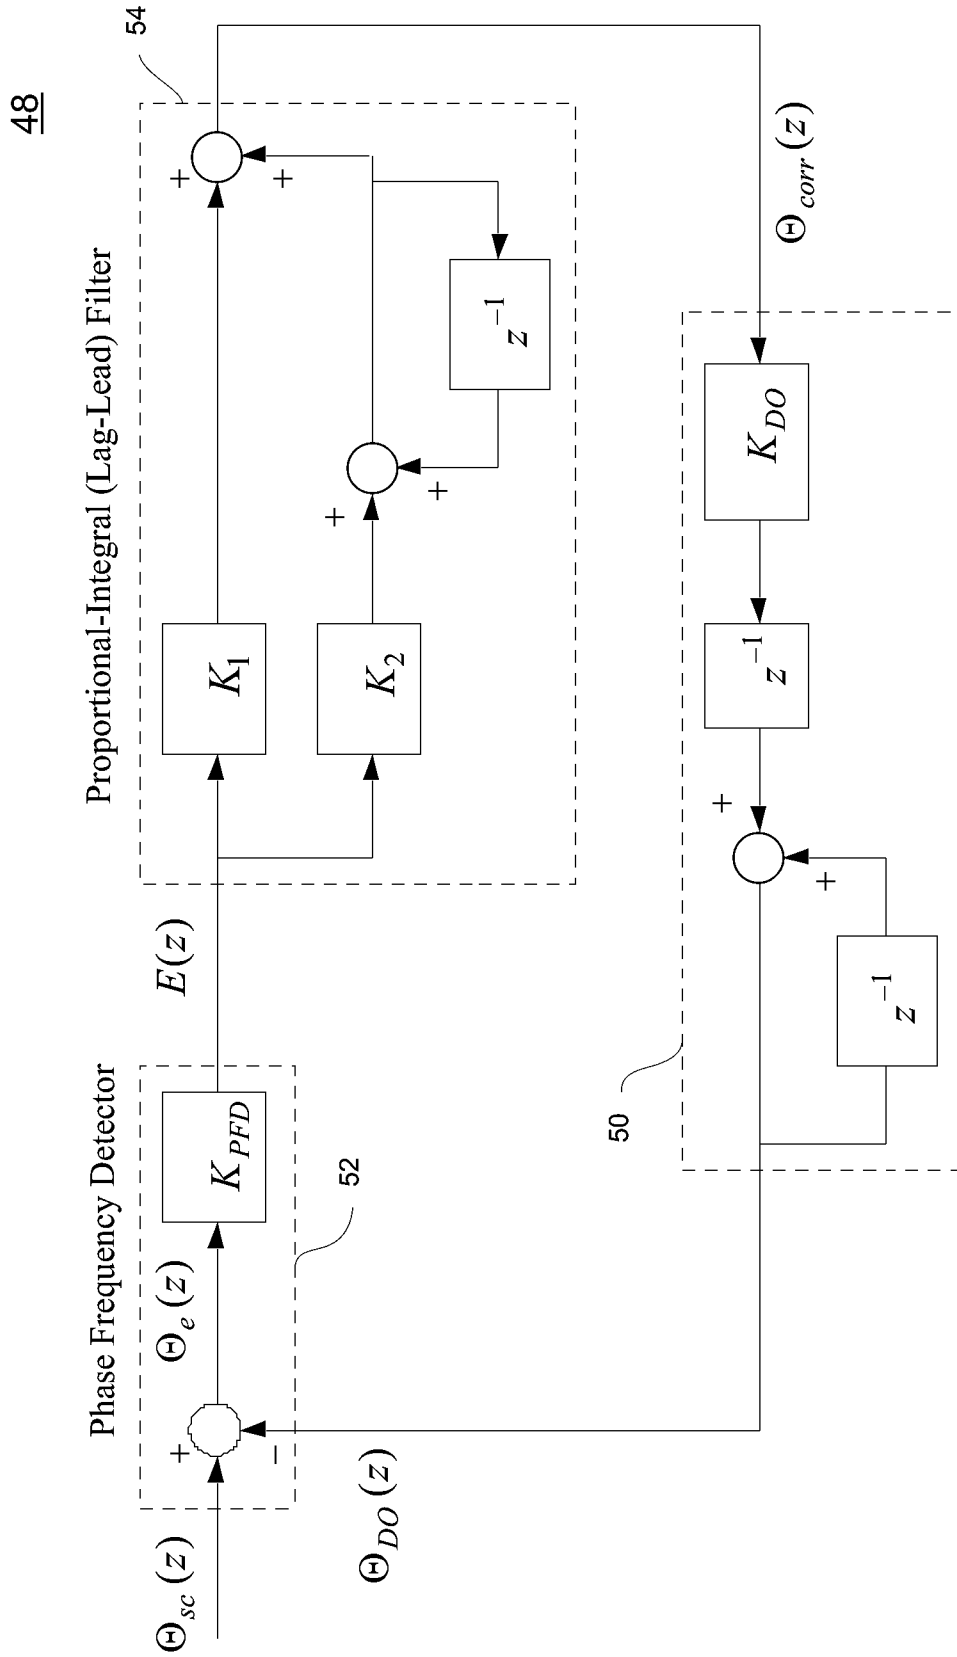 48
Phase Frequency Detector
Proportional-Integral (Lag-Lead) Filter
54
Θsc (z)
+
−
Θe (z)
KPFD
E(z)
K1
+
+
52
K2
+
+
z−1
ΘDO (z)
50
Θcorr (z)
+
+
z−1
KDO
z−1